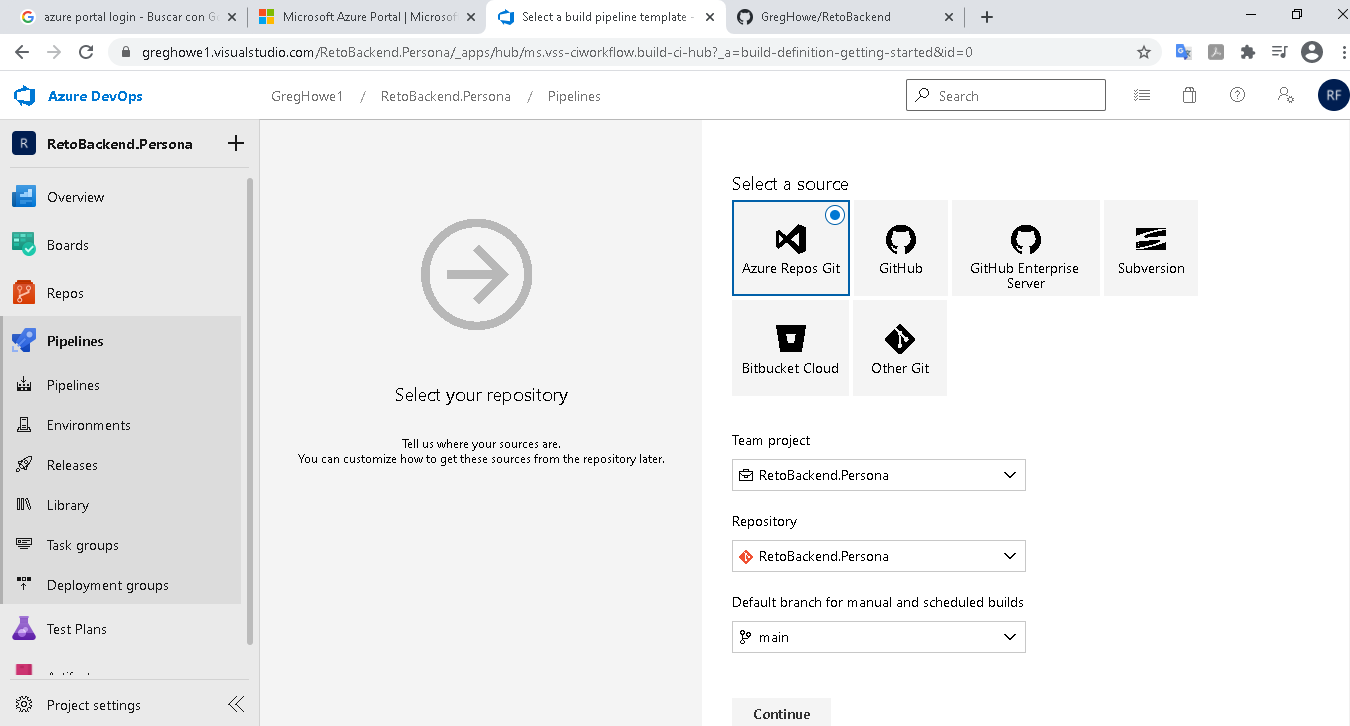 azure portal login - Buscar con G
Microsoft Azure Portal | Microsof
Select a build pipeline template -
GregHowe/RetoBackend
greghowe1.visualstudio.com/RetoBackend.Persona/_apps/hub/ms.vss-ciworkflow.build-ci-hub?_a=build-definition-getting-started&id=0
Azure DevOps
GregHowe1 / RetoBackend.Persona / Pipelines
Search
RF
R RetoBackend.Persona
Overview
Boards
Repos
Pipelines
Pipelines
Environments
Releases
Library
Task groups
Deployment groups
Test Plans
Project settings
Select your repository
Tell us where your sources are.
You can customize how to get these sources from the repository later.
Select a source
Azure Repos Git
GitHub
GitHub Enterprise
Server
Subversion
Bitbucket Cloud
Other Git
Team project
RetoBackend.Persona
Repository
RetoBackend.Persona
Default branch for manual and scheduled builds
main
Continue